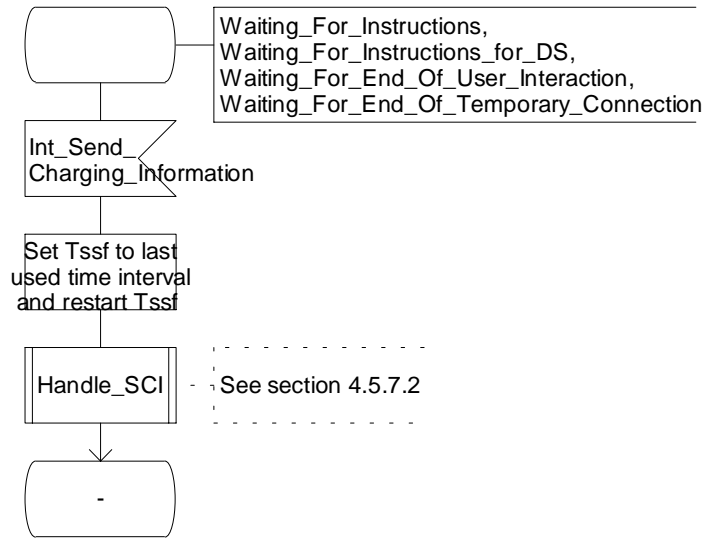 Waiting_For_Instructions,
Waiting_For_Instructions_for_DS,
Waiting_For_End_Of_User_Interaction,
Waiting_For_End_Of_Temporary_Connection
Int_Send_
Charging_Information
Set Tssf to last
used time interval
and restart Tssf
Handle_SCI
See section 4.5.7.2
-